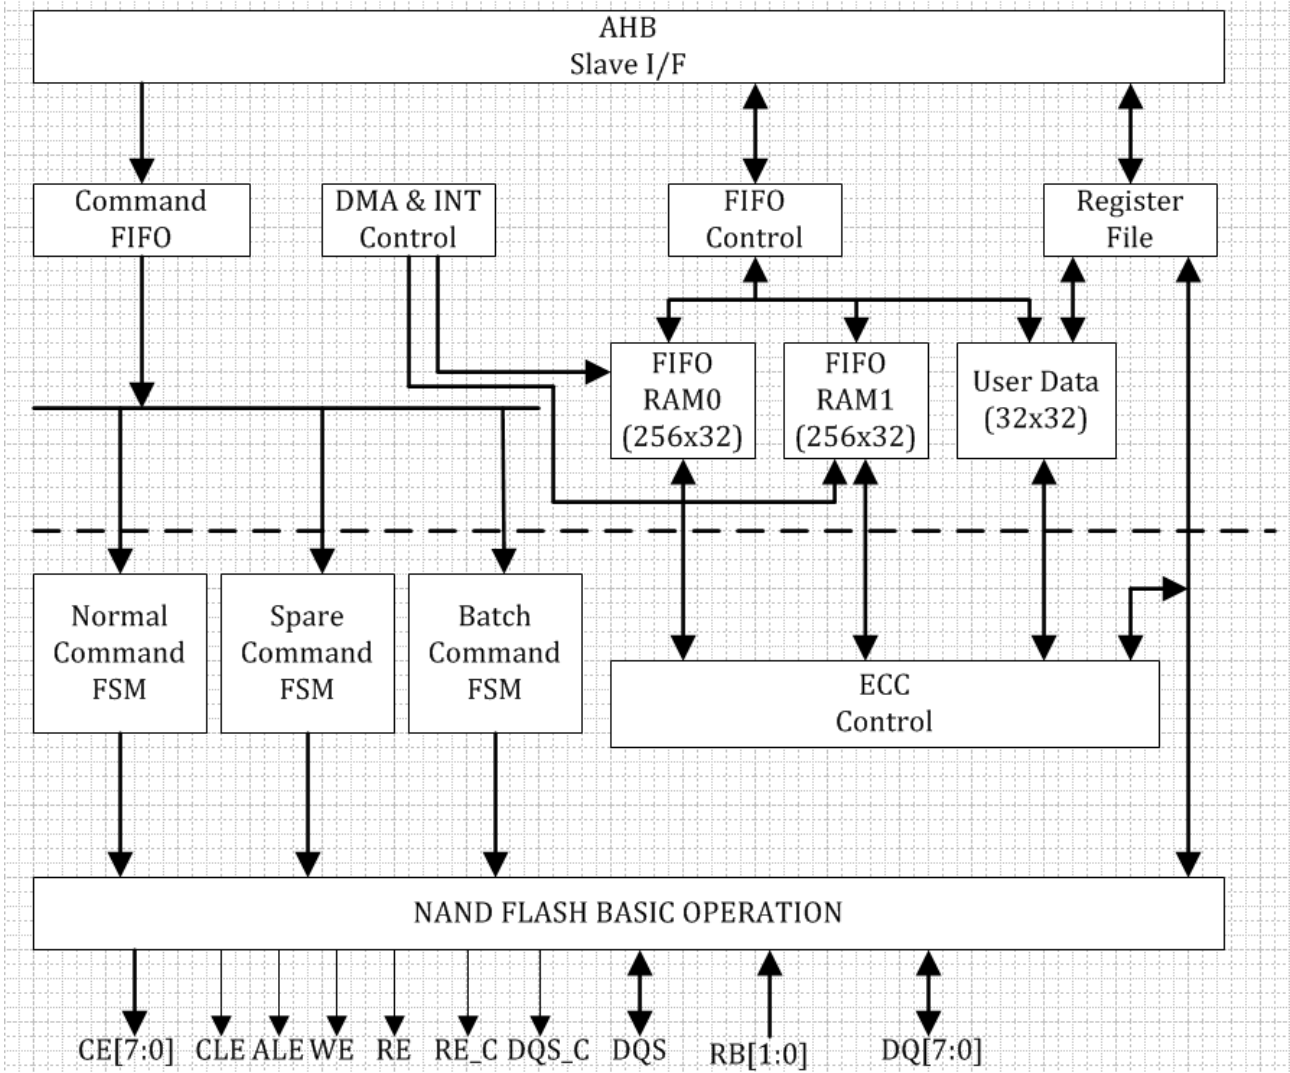 AHB
Slave I/F
Command
FIFO
DMA & INT
Control
FIFO
Control
Register
File
FIFO
RAM0
(256x32)
FIFO
RAM1
(256x32)
User Data
(32x32)
Normal
Command
FSM
Spare
Command
FSM
Batch
Command
FSM
ECC
Control
NAND FLASH BASIC OPERATION
CE[7:0] CLE ALE WE RE RE_C DQS_C DQS RB[1:0] DQ[7:0]